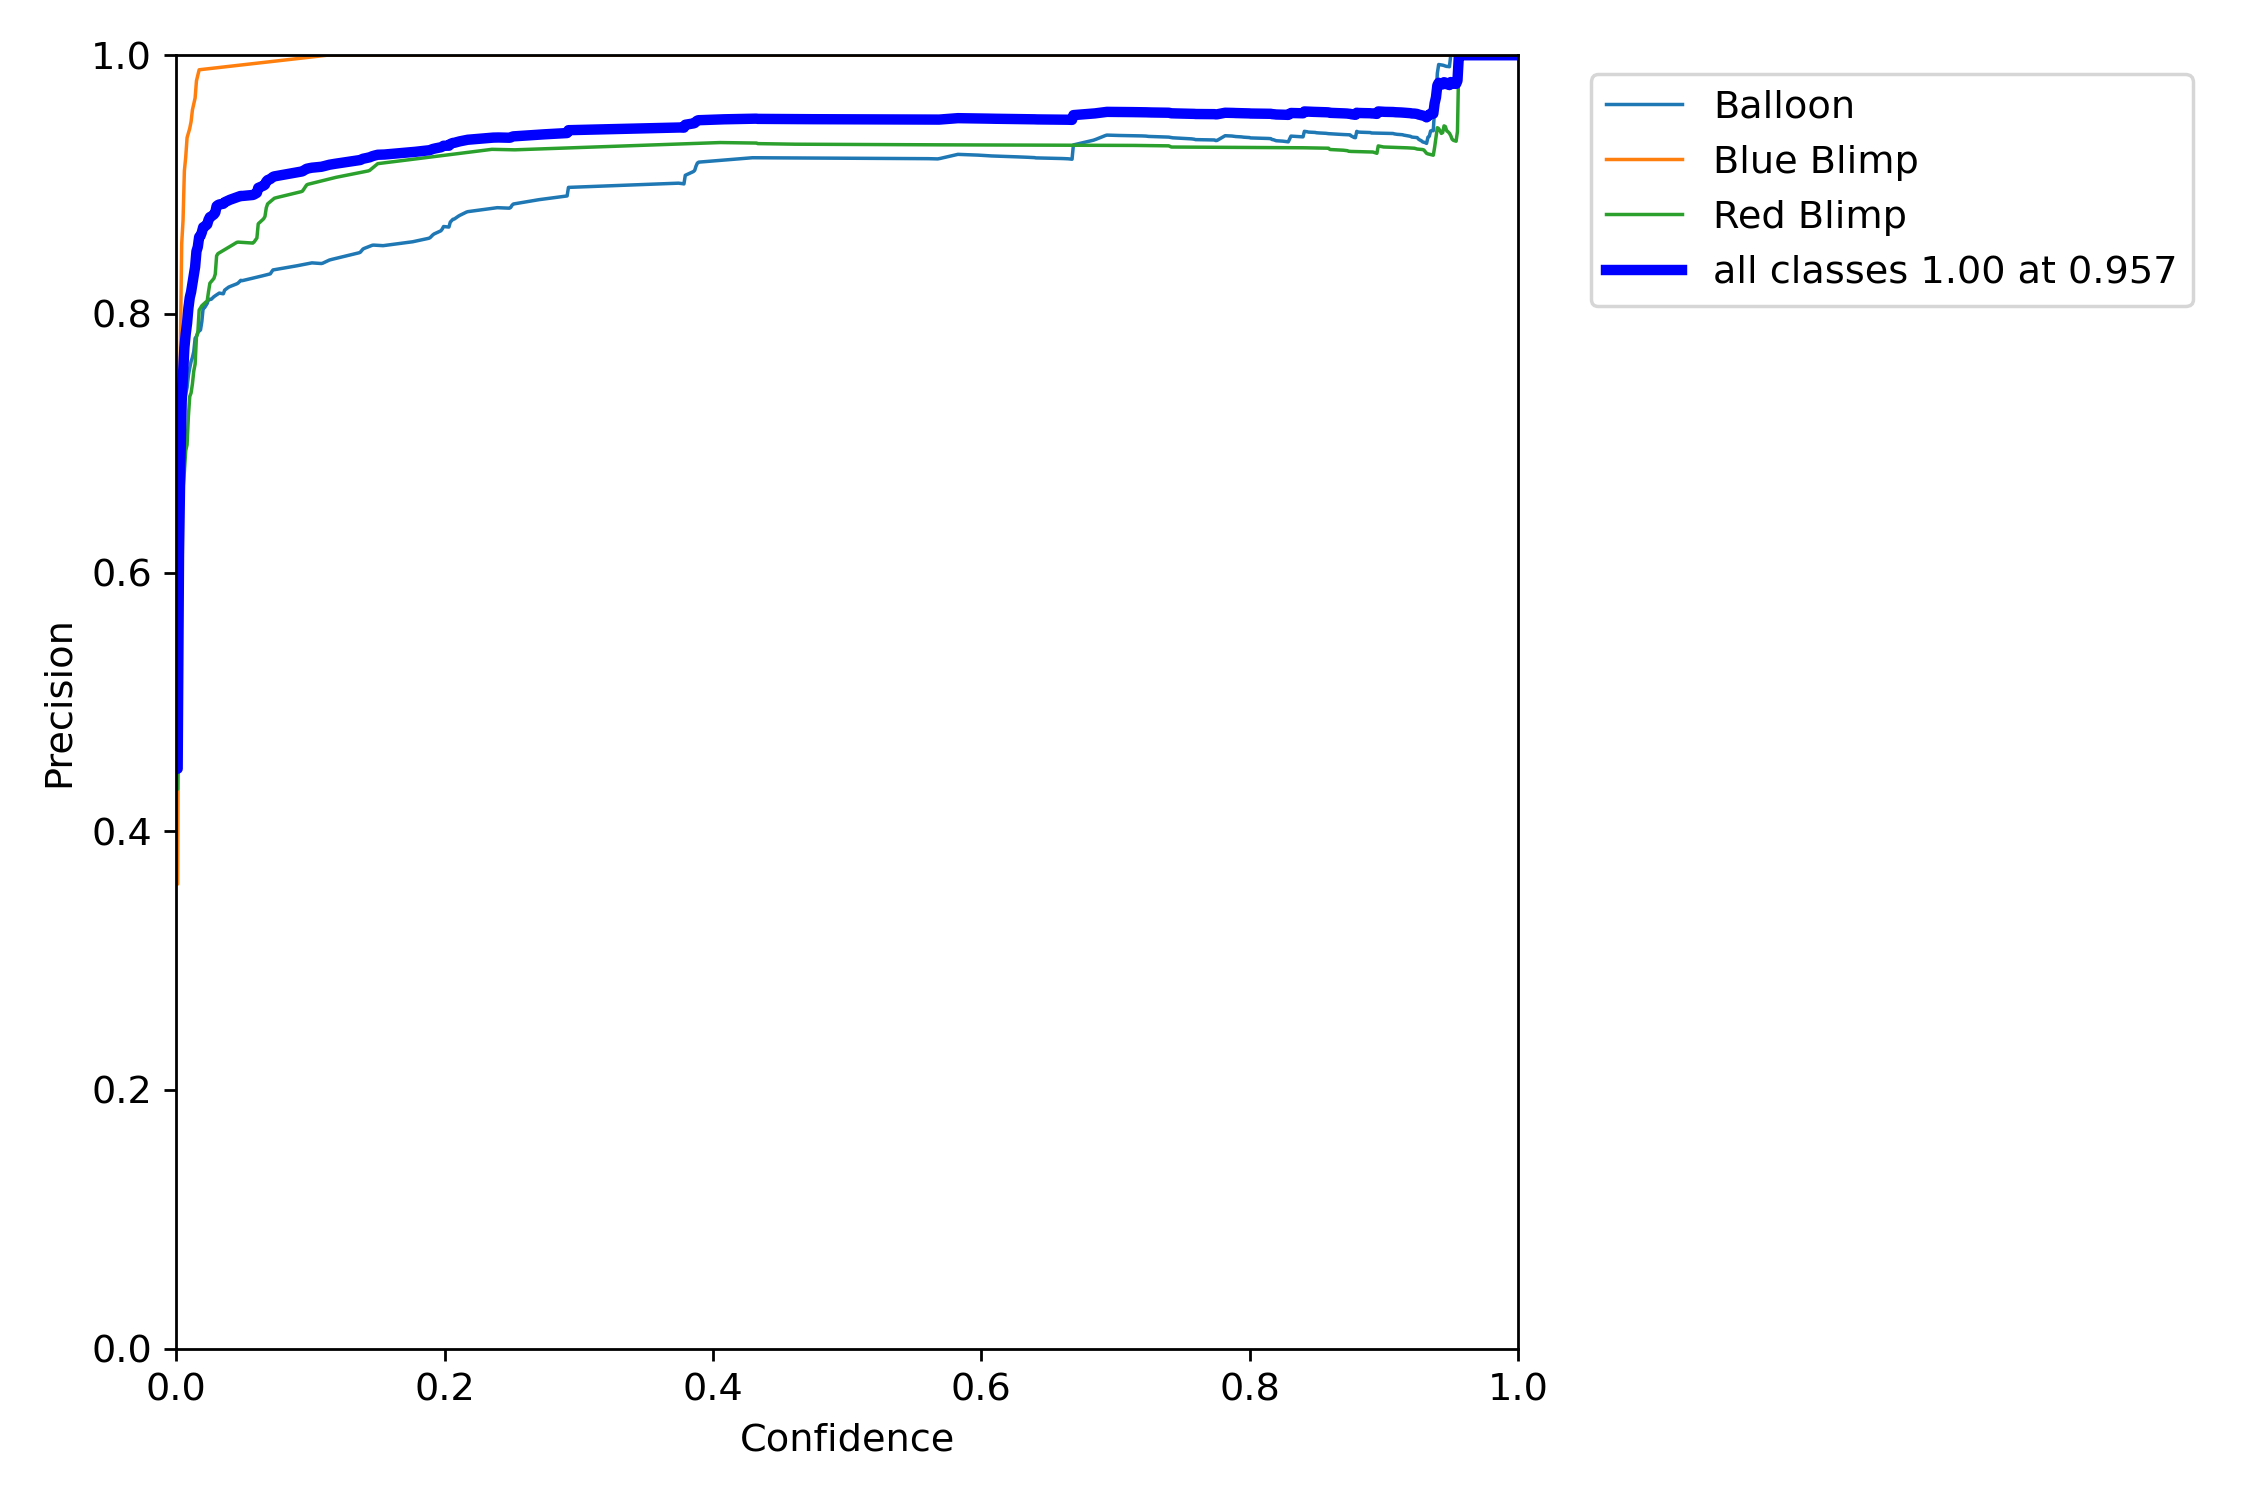 1.0
0.8
0.6
0.4
0.2
0.0
Precision
0.0 0.2 0.4 0.6 0.8 1.0
Confidence
Balloon
Blue Blimp
Red Blimp
all classes 1.00 at 0.957